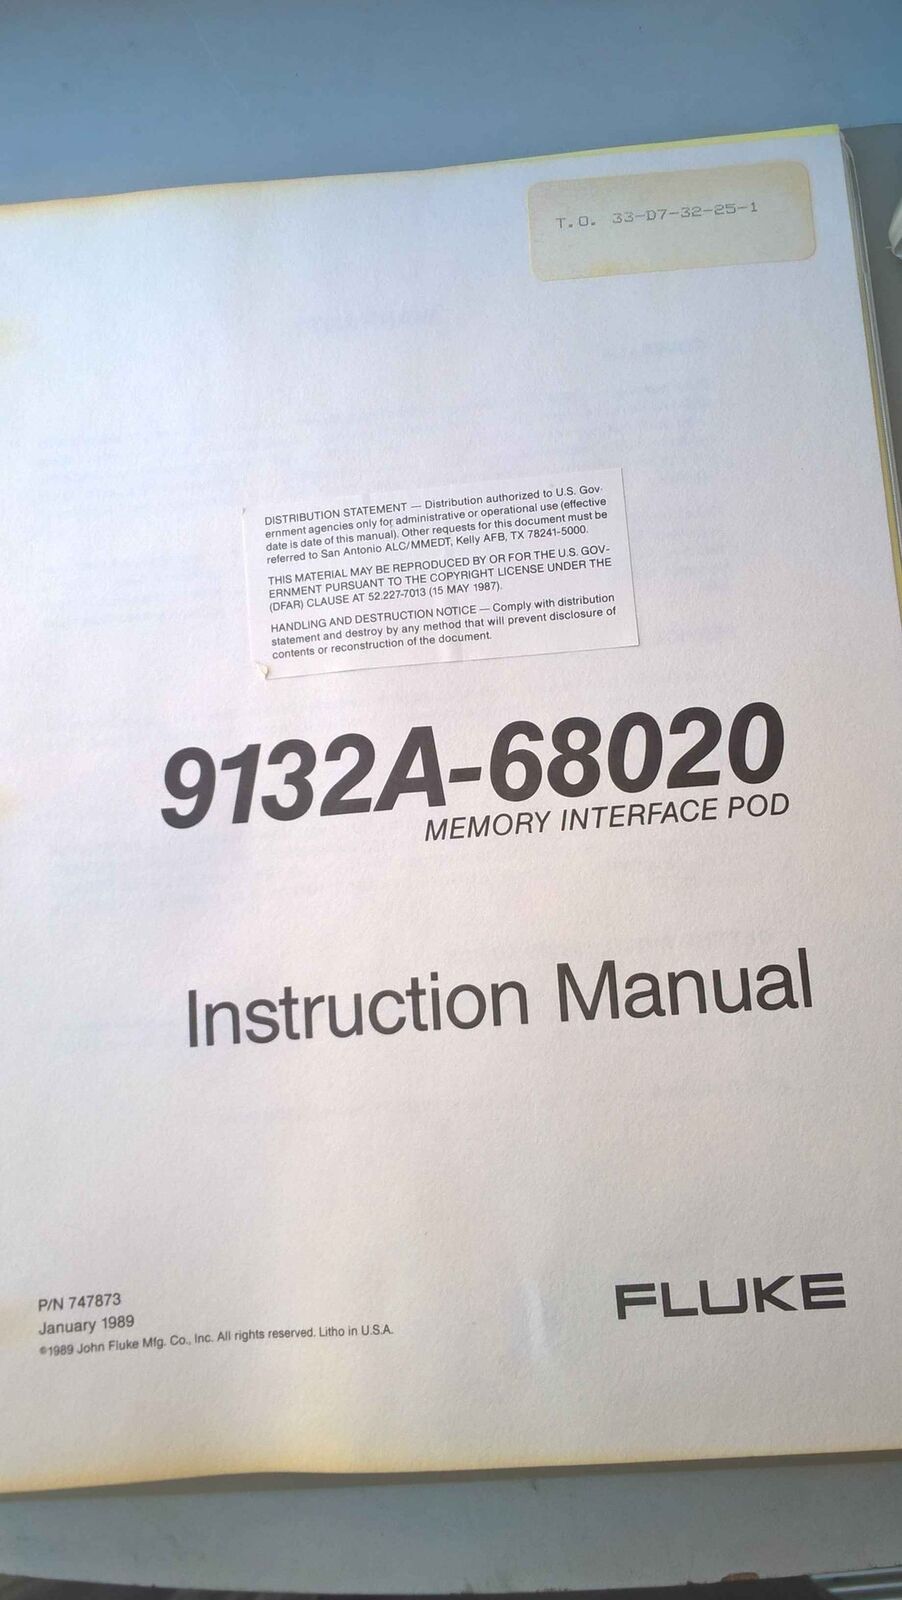 T.O. 33-D7-32-25-1
DISTRIBUTION STATEMENT — Distribution authorized to U.S. Gov-
ernment agencies only for administrative or operational use (effective
date is date of this manual). Other requests for this document must be
referred to San Antonio ALC/MMEDT, Kelly AFB, TX 78241-5000.
THIS MATERIAL MAY BE REPRODUCED BY OR FOR THE U.S. GOV-
ERNMENT PURSUANT TO THE COPYRIGHT LICENSE UNDER THE
(DFAR) CLAUSE AT 52.227-7013 (15 MAY 1987).
HANDLING AND DESTRUCTION NOTICE — Comply with distribution
statement and destroy by any method that will prevent disclosure of
contents or reconstruction of the document.
9132A-68020
MEMORY INTERFACE POD
Instruction Manual
P/N 747873
January 1989
©1989 John Fluke Mfg. Co., Inc. All rights reserved. Litho in U.S.A.
FLUKE